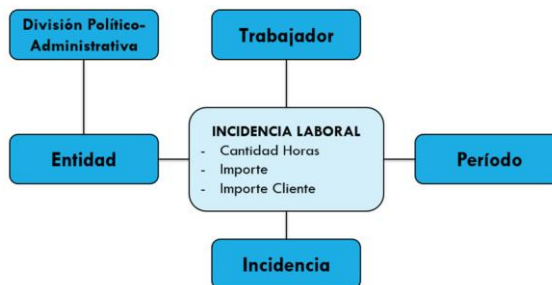 División Político-
Administrativa
Trabajador
INCIDENCIA LABORAL
- Cantidad Horas
- Importe
- Importe Cliente
Entidad
Período
Incidencia